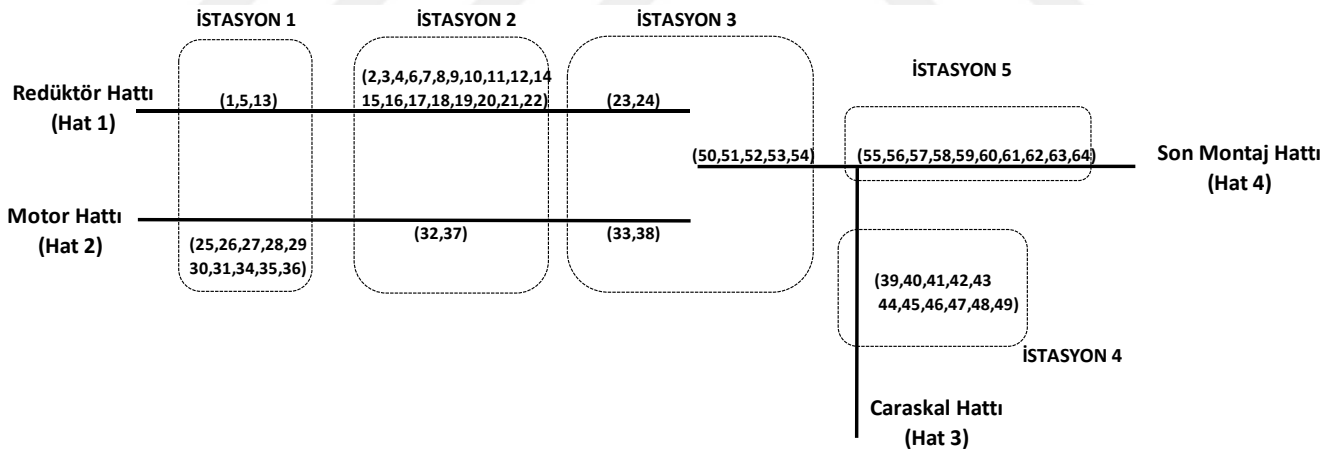 İSTASYON 1
İSTASYON 2
İSTASYON 3
İSTASYON 5
Redüktör Hattı
(Hat 1)
(1,5,13)
(2,3,4,6,7,8,9,10,11,12,14
15,16,17,18,19,20,21,22)
(23,24)
(50,51,52,53,54)
(55,56,57,58,59,60,61,62,63,64)
Son Montaj Hattı
(Hat 4)
Motor Hattı
(Hat 2)
(25,26,27,28,29
30,31,34,35,36)
(32,37)
(33,38)
(39,40,41,42,43
44,45,46,47,48,49)
İSTASYON 4
Caraskal Hattı
(Hat 3)